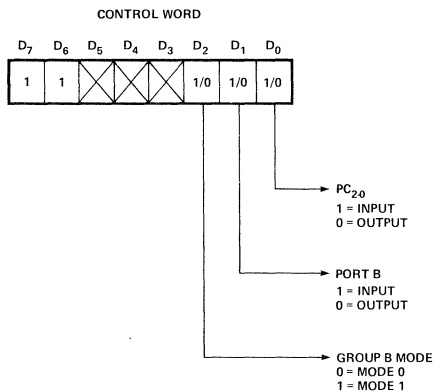 CONTROL WORD
D7 D6 D5 D4 D3 D2 D1 D0
1 1 1/0 1/0 1/0
PC2-0
1 = INPUT
0 = OUTPUT
PORT B
1 = INPUT
0 = OUTPUT
GROUP B MODE
0 = MODE 0
1 = MODE 1